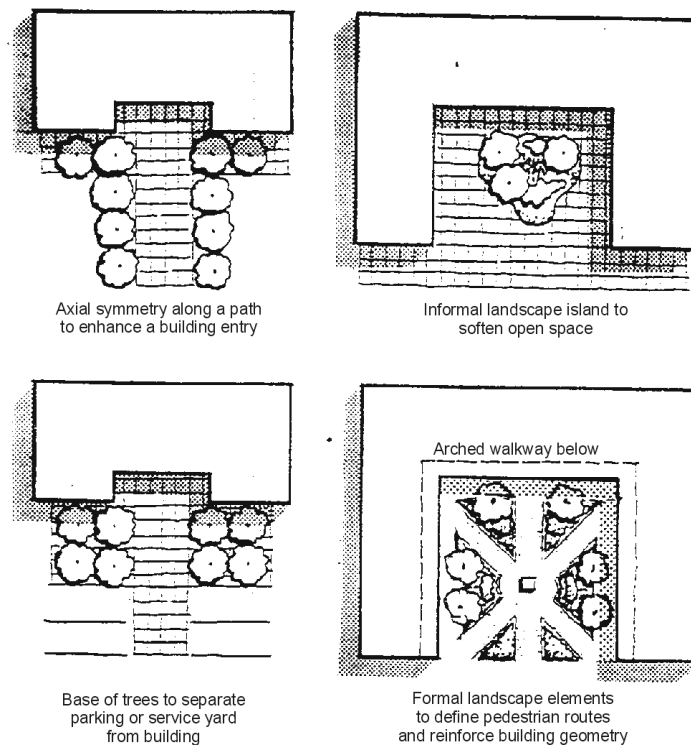 Axial symmetry along a path
to enhance a building entry
Informal landscape island to
soften open space
Arched walkway below
Base of trees to separate
parking or service yard
from building
Formal landscape elements
to define pedestrian routes
and reinforce building geometry